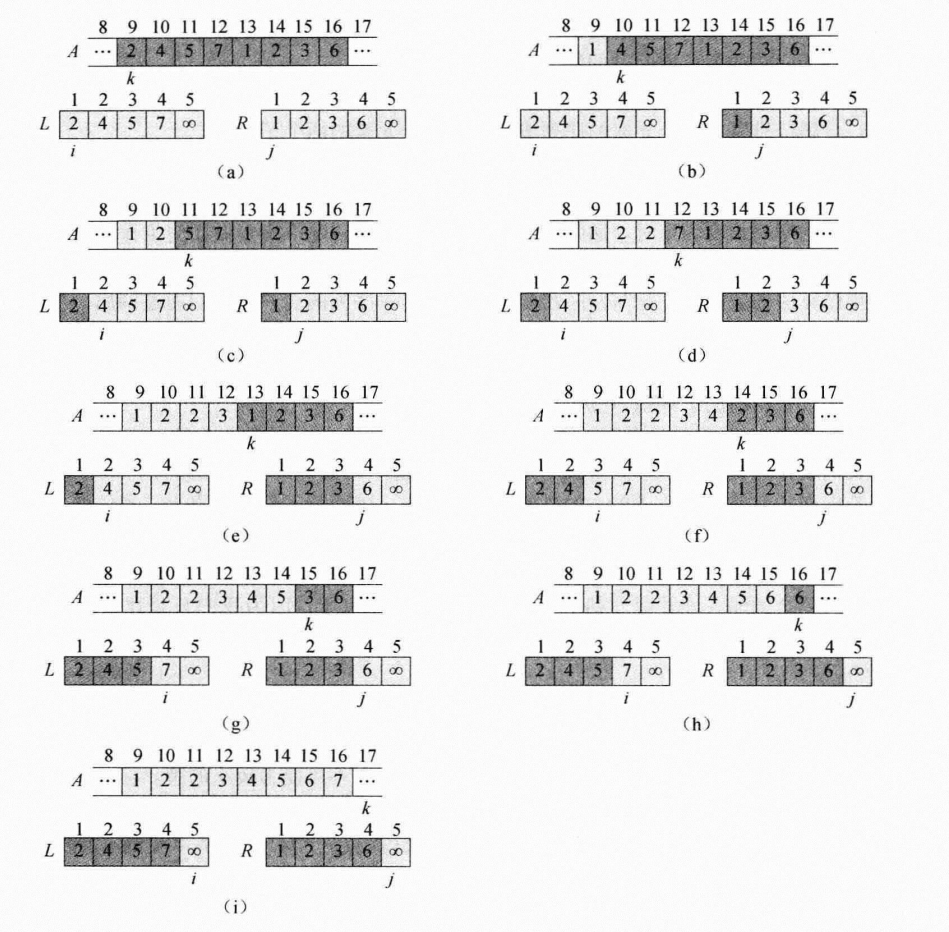 8 9 10 11 12 13 14 15 16 17
A … 2 4 5 7 1 2 3 6 …
k
1 2 3 4 5 1 2 3 4 5
L 2 4 5 7 ∞ R 1 2 3 6 ∞
i j
(a)
8 9 10 11 12 13 14 15 16 17
A … 1 4 5 7 1 2 3 6 …
k
1 2 3 4 5 1 2 3 4 5
L 2 4 5 7 ∞ R 1 2 3 6 ∞
i j
(b)
8 9 10 11 12 13 14 15 16 17
A … 1 2 5 7 1 2 3 6 …
k
1 2 3 4 5 1 2 3 4 5
L 2 4 5 7 ∞ R 1 2 3 6 ∞
i j
(c)
8 9 10 11 12 13 14 15 16 17
A … 1 2 2 7 1 2 3 6 …
k
1 2 3 4 5 1 2 3 4 5
L 2 4 5 7 ∞ R 1 2 3 6 ∞
i j
(d)
8 9 10 11 12 13 14 15 16 17
A … 1 2 2 3 1 2 3 6 …
k
1 2 3 4 5 1 2 3 4 5
L 2 4 5 7 ∞ R 1 2 3 6 ∞
i j
(e)
8 9 10 11 12 13 14 15 16 17
A … 1 2 2 3 4 2 3 6 …
k
1 2 3 4 5 1 2 3 4 5
L 2 4 5 7 ∞ R 1 2 3 6 ∞
i j
(f)
8 9 10 11 12 13 14 15 16 17
A … 1 2 2 3 4 5 3 6 …
k
1 2 3 4 5 1 2 3 4 5
L 2 4 5 7 ∞ R 1 2 3 6 ∞
i j
(g)
8 9 10 11 12 13 14 15 16 17
A … 1 2 2 3 4 5 6 6 …
k
1 2 3 4 5 1 2 3 4 5
L 2 4 5 7 ∞ R 1 2 3 6 ∞
i j
(h)
8 9 10 11 12 13 14 15 16 17
A … 1 2 2 3 4 5 6 7 …
k
1 2 3 4 5 1 2 3 4 5
L 2 4 5 7 ∞ R 1 2 3 6 ∞
i j
(i)